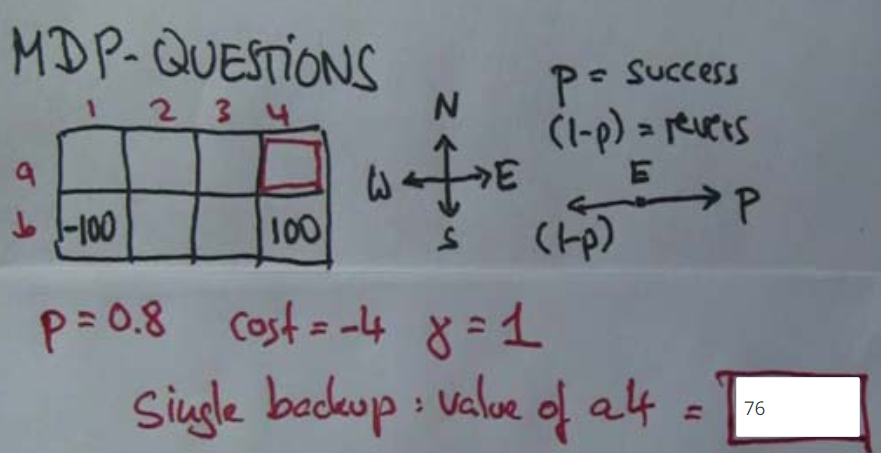 MDP-QUESTIONS
p = success
(1-p) = revers
1 2 3 4
a
b -100 100
N
W E
S
E
(1-p) p
p = 0.8 cost = -4 γ = 1
Single backup : value of a4 = 76